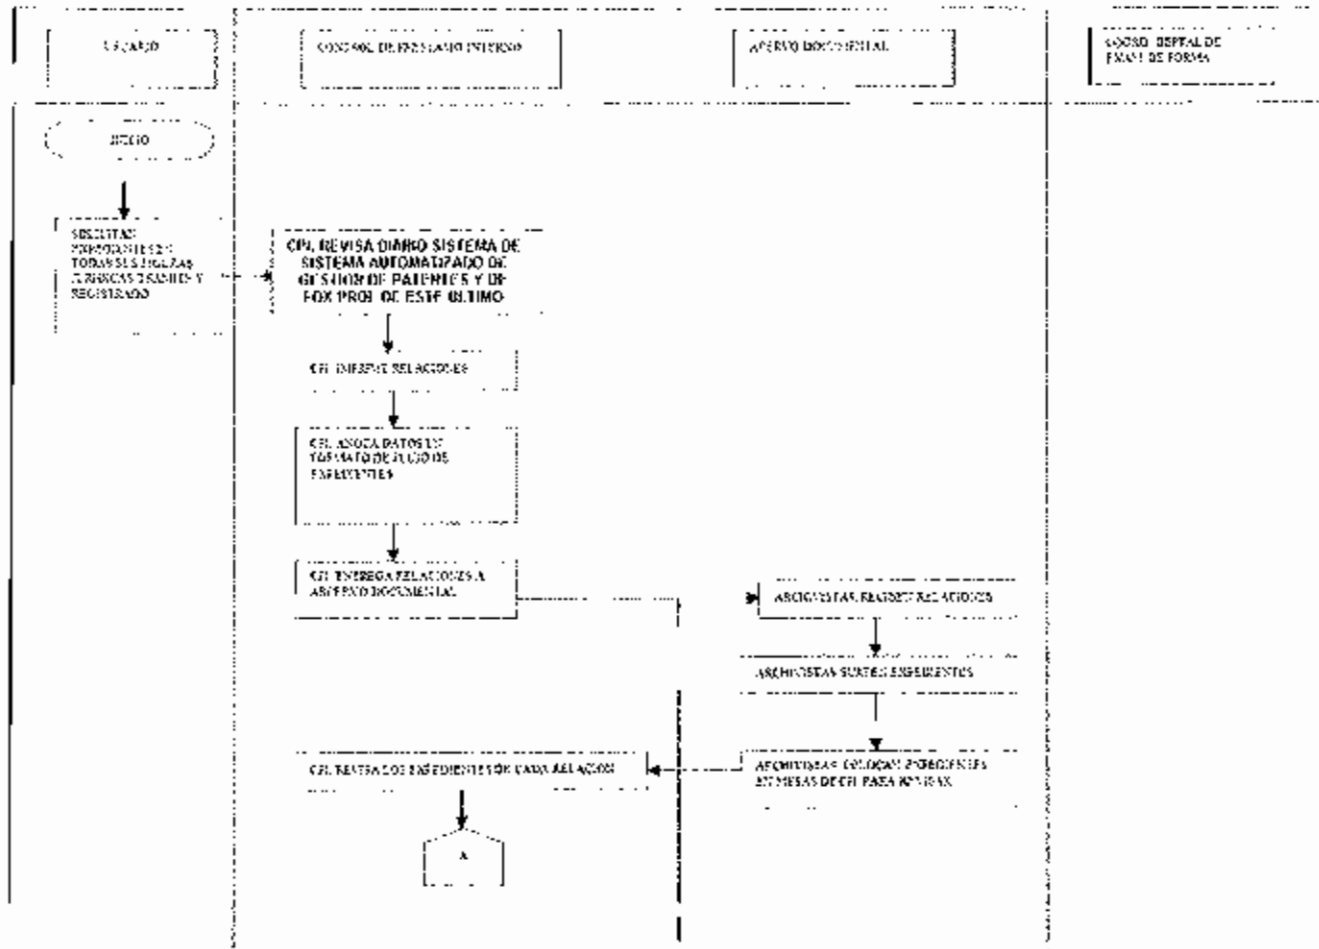 USUARIO
CONTROL DE PRESTAMO INTERNO
ACERVO DOCUMENTAL
COORD. DEPTAL DE
EXAM. DE FORMA
INICIO
SOLICITAN
EXPEDIENTES EN
TODAS SUS FIGURAS
JURIDICAS TRAMITE Y
REGISTRADO
CPI. REVISA DIARIO SISTEMA DE
SISTEMA AUTOMATIZADO DE
GESTION DE PATENTES Y DE
FOX PRO DE ESTE ULTIMO
CPI. IMPRIME RELACIONES
CPI. ANOTA DATOS EN
FORMATO DE FLUJO DE
EXPEDIENTES
CPI. ENTREGA RELACIONES A
ACERVO DOCUMENTAL
RECIBEN RELACIONES
ARCHIVISTAS SURTEN EXPEDIENTES
CPI. REVISA LOS EXPEDIENTES CADA RELACION
ARCHIVISTAS COLOCAN EXPEDIENTES
EN MESAS DE CPI PARA REVISAR
A